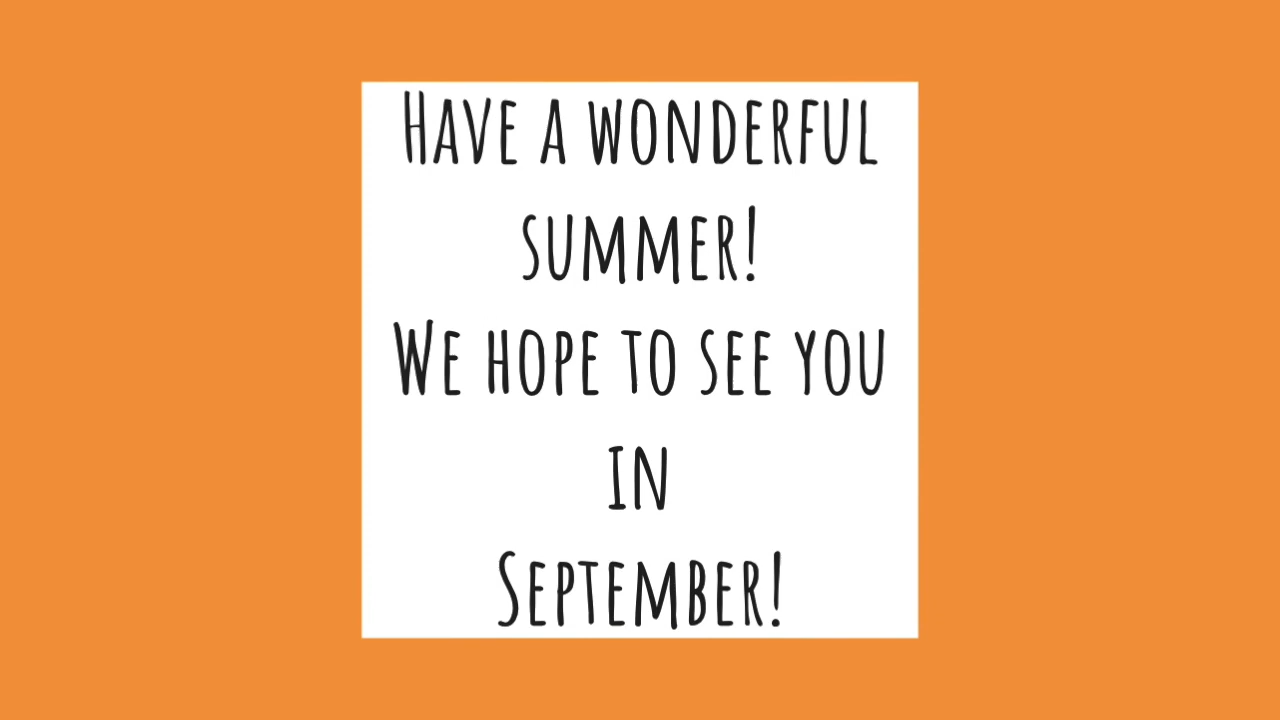 Have a wonderful
summer!
We hope to see you
in
September!